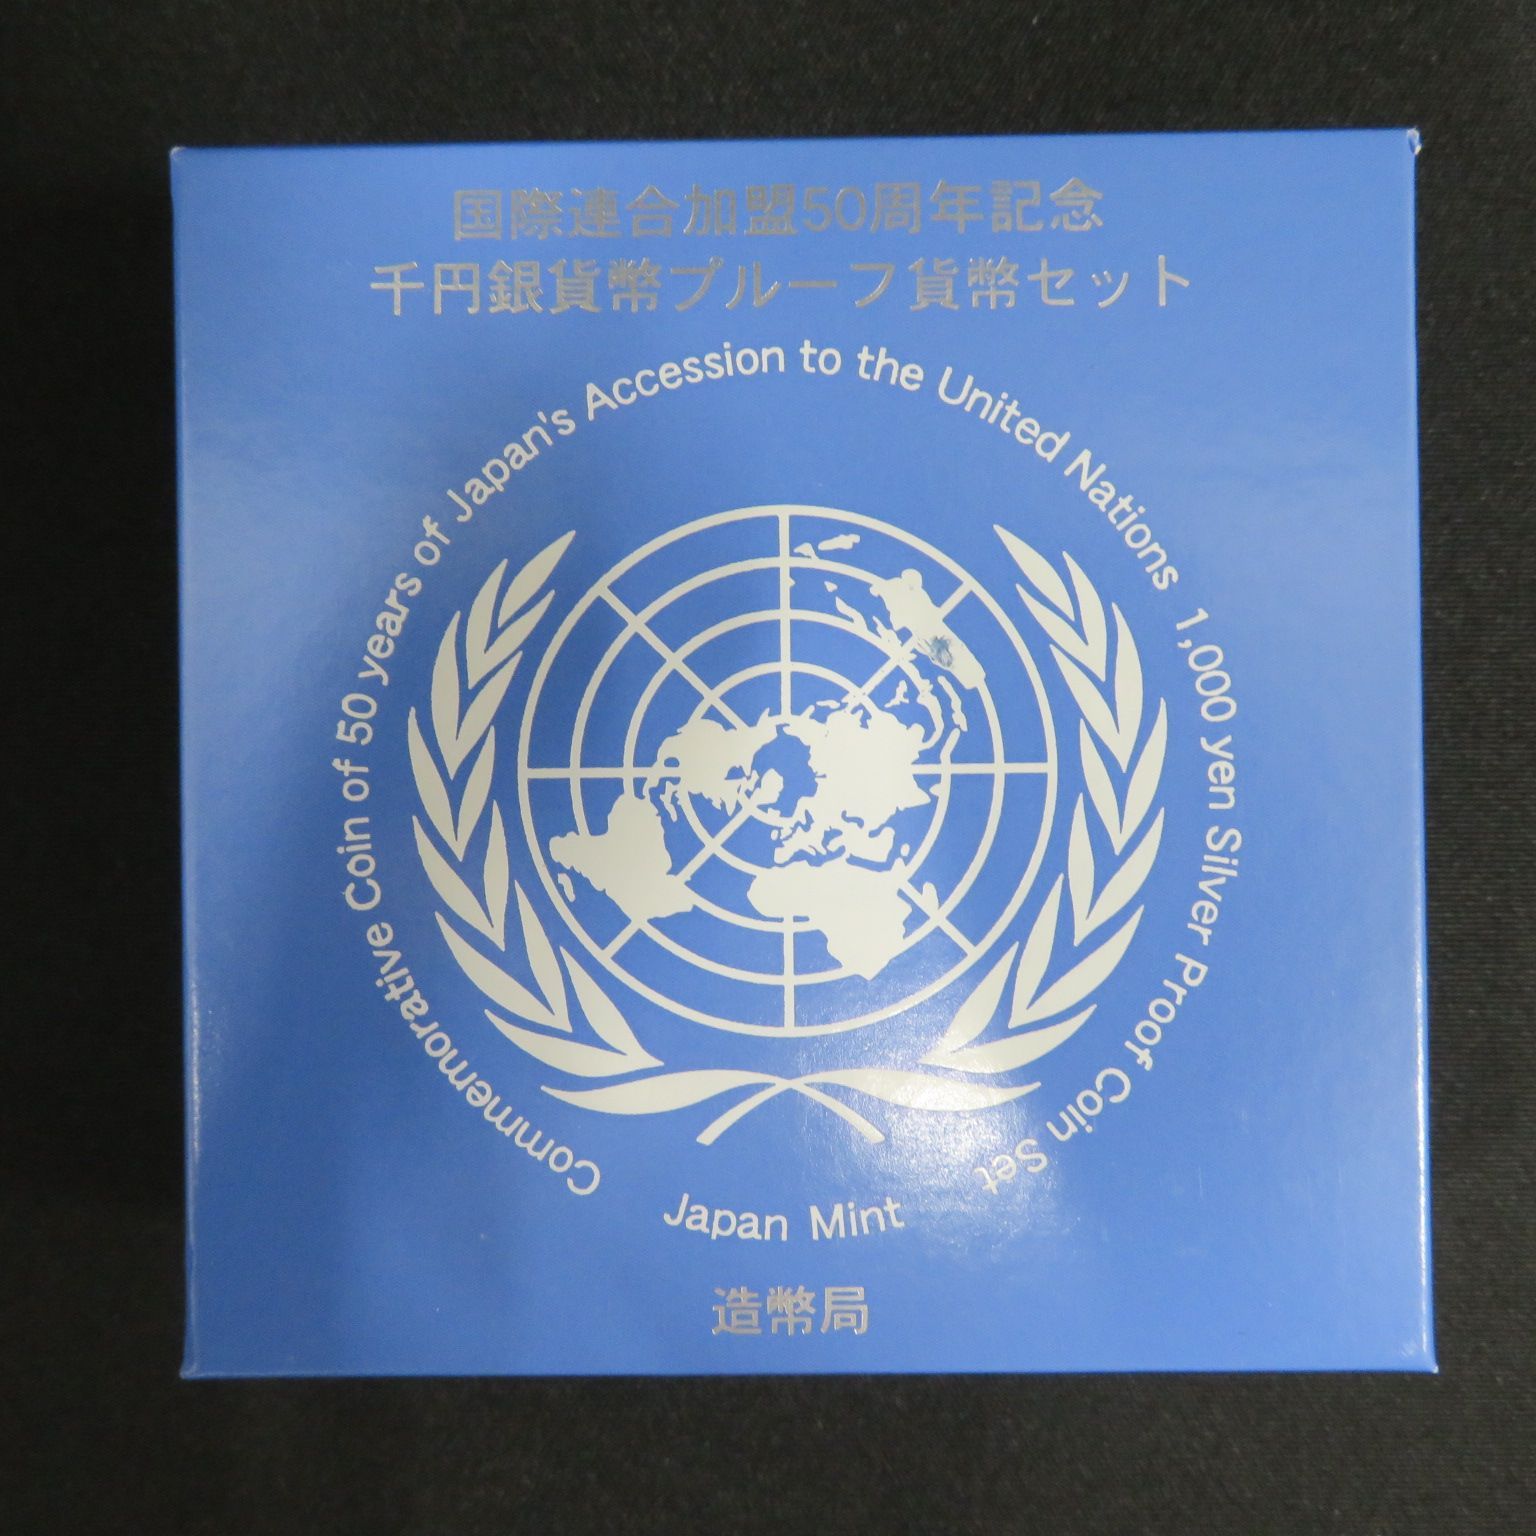 国際連合加盟50周年記念
千円銀貨幣プルーフ貨幣セット
Commemorative Coin of 50 years of Japan's Accession to the United Nations 1,000 yen Silver Proof Coin Set
Japan Mint
造幣局